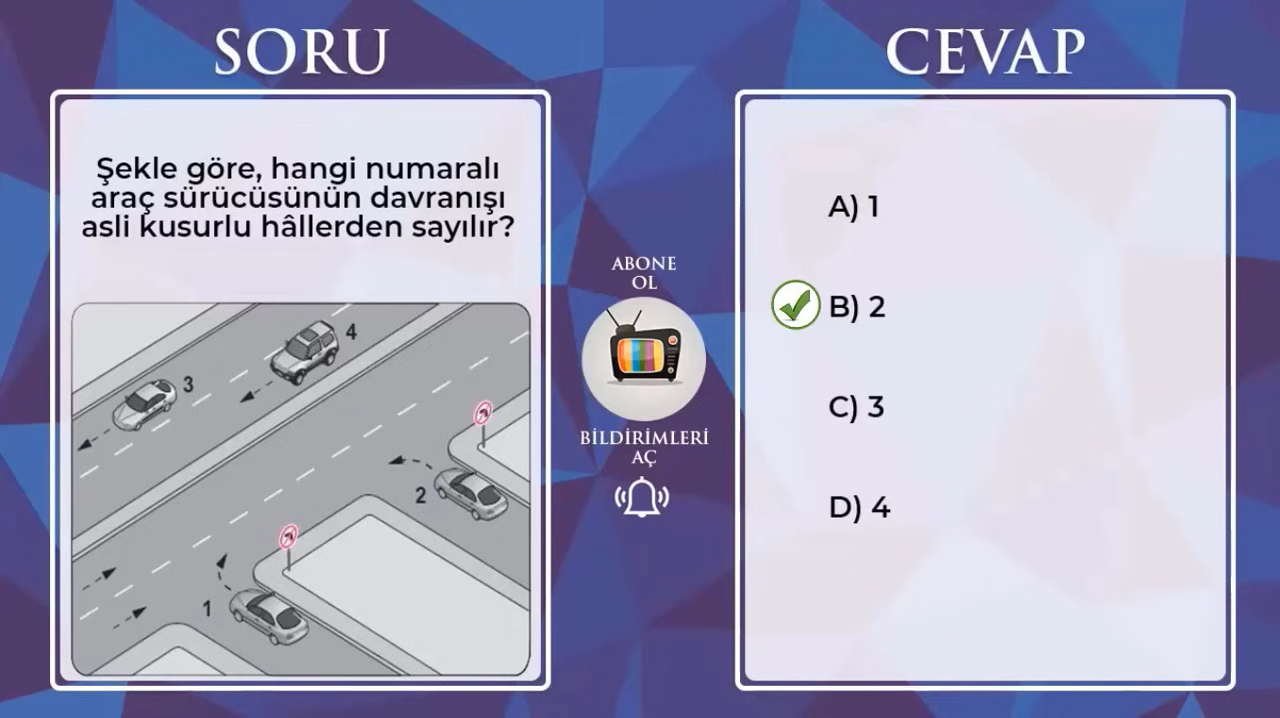 SORU
Şekle göre, hangi numaralı
araç sürücüsünün davranışı
asli kusurlu hâllerden sayılır?
4
3
2
1
ABONE
OL
BİLDİRİMLERİ
AÇ
CEVAP
A) 1
B) 2
C) 3
D) 4